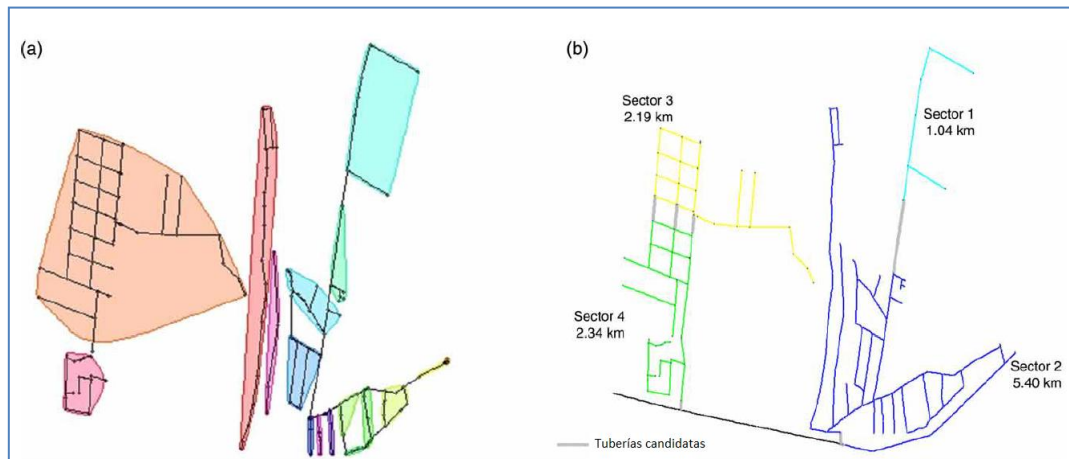 (a)
(b)
Sector 3
2.19 km
Sector 1
1.04 km
Sector 4
2.34 km
Sector 2
5.40 km
Tuberías candidatas